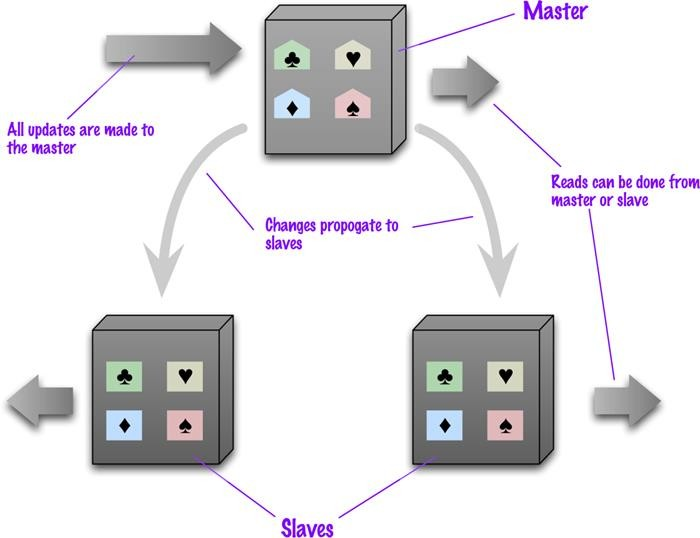 Master
All updates are made to
the master
Reads can be done from
master or slave
Changes propogate to
slaves
Slaves